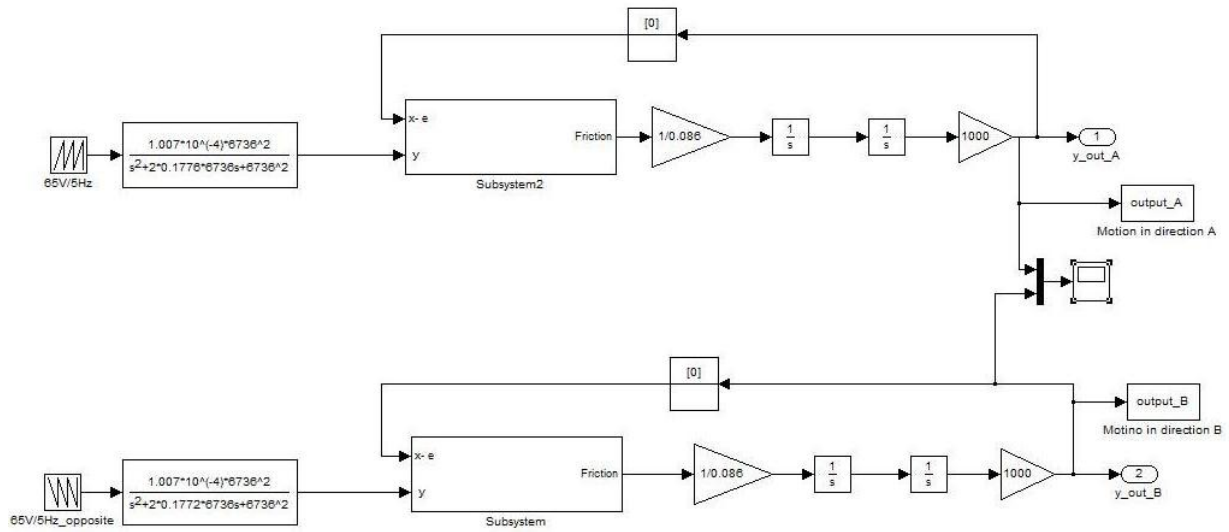 [0]
x- e
y
Friction
Subsystem2
65V/5Hz
1.007*10^(-4)*6736^2
s2+2*0.1776*6736s+6736^2
1/0.086
1
s
1
s
1000
1
y_out_A
output_A
Motion in direction A
[0]
x- e
y
Friction
Subsystem
65V/5Hz_opposite
1.007*10^(-4)*6736^2
s2+2*0.1772*6736s+6736^2
1/0.086
1
s
1
s
1000
output_B
Motino in direction B
2
y_out_B